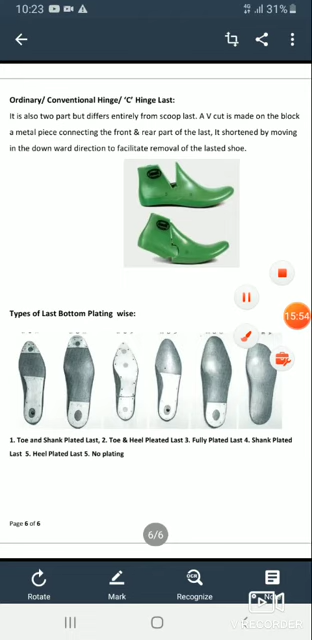 10:23
4G
31%
Ordinary/ Conventional Hinge/ ‘C’ Hinge Last:
It is also two part but differs entirely from scoop last. A V cut is made on the block
a metal piece connecting the front & rear part of the last, It shortened by moving
in the down ward direction to facilitate removal of the lasted shoe.
15:54
Types of Last Bottom Plating wise:
1. Toe and Shank Plated Last, 2. Toe & Heel Pleated Last 3. Fully Plated Last 4. Shank Plated
Last 5. Heel Plated Last 5. No plating
Page 6 of 6
6/6
OCR
Rotate
Mark
Recognize
VRECORDER